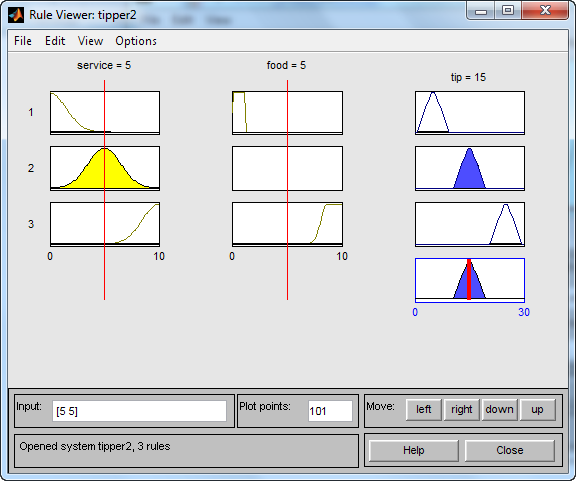 Rule Viewer: tipper2
File Edit View Options
service = 5
food = 5
tip = 15
1
2
3
0 10
0 10
0 30
Input: [5 5]
Plot points: 101
Move: left right down up
Opened system tipper2, 3 rules
Help Close